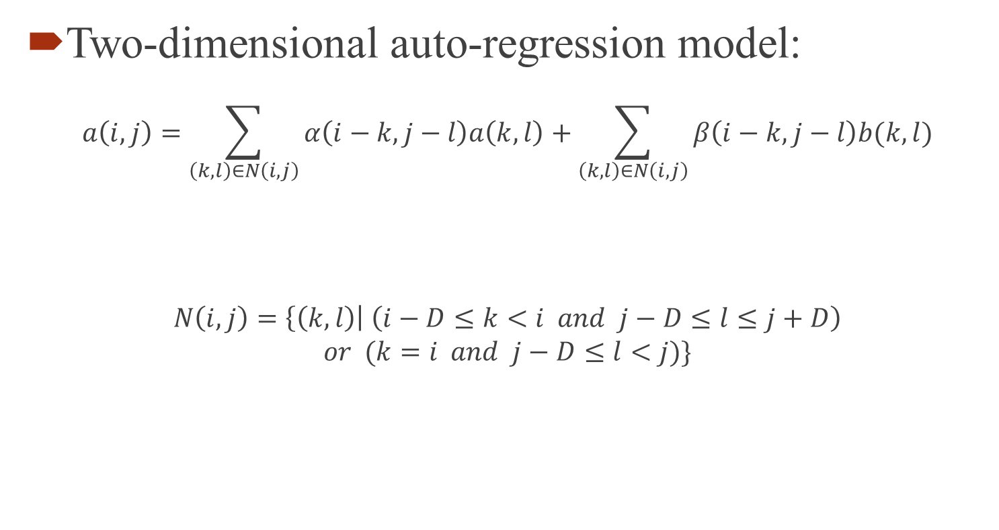 Two-dimensional auto-regression model:
a(i, j) = ∑_{(k,l)∈N(i,j)} α(i − k, j − l)a(k, l) + ∑_{(k,l)∈N(i,j)} β(i − k, j − l)b(k, l)
N(i, j) = {(k, l)| (i − D ≤ k < i and j − D ≤ l ≤ j + D)
or (k = i and j − D ≤ l < j)}